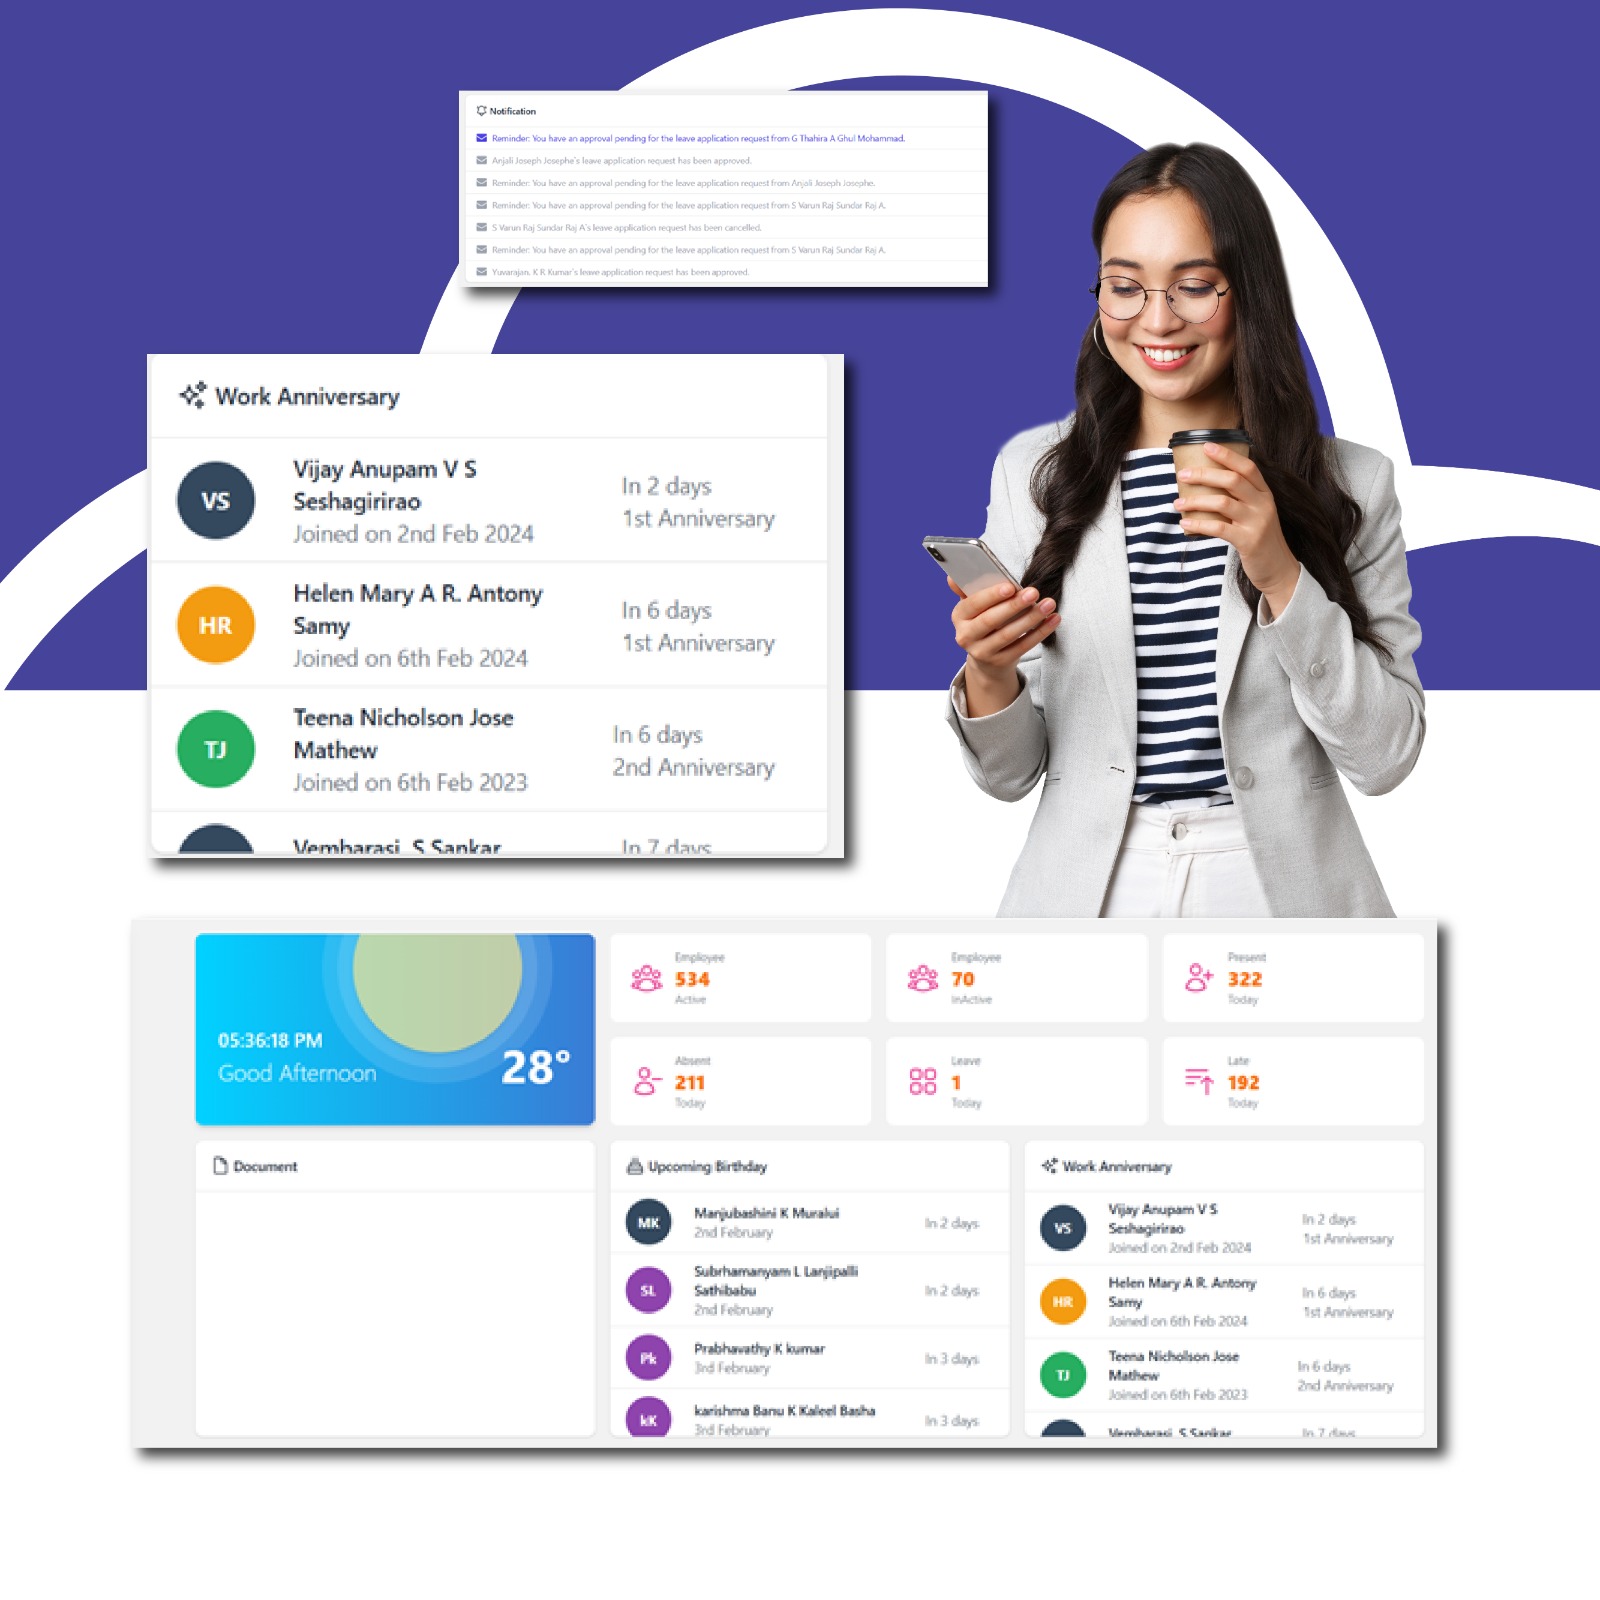 Notification
Reminder: You have an approval pending for the leave application request from G Thahira A Ghul Mohammad.
Anjali Joseph Josephe's leave application request has been approved.
Reminder: You have an approval pending for the leave application request from Anjali Joseph Josephe.
Reminder: You have an approval pending for the leave application request from S Varun Raj Sundar Raj A.
S Varun Raj Sundar Raj A's leave application request has been cancelled.
Reminder: You have an approval pending for the leave application request from S Varun Raj Sundar Raj A.
Yuvarajan. K R Kumar's leave application request has been approved.
Work Anniversary
VS
Vijay Anupam V S
Seshagirirao
Joined on 2nd Feb 2024
In 2 days
1st Anniversary
HR
Helen Mary A R. Antony
Samy
Joined on 6th Feb 2024
In 6 days
1st Anniversary
TJ
Teena Nicholson Jose
Mathew
Joined on 6th Feb 2023
In 6 days
2nd Anniversary
Vembarasi. S Sankar
In 7 days
05:36:18 PM
Good Afternoon
28°
Employee
534
Active
Employee
70
InActive
Present
322
Today
Absent
211
Today
Leave
1
Today
Late
192
Today
Document
Upcoming Birthday
MK
Manjubashini K Muralui
2nd February
In 2 days
SL
Subrhamanyam L Lanjipalli
Sathibabu
2nd February
In 2 days
Pk
Prabhavathy K kumar
3rd February
In 3 days
kK
karishma Banu K Kaleel Basha
3rd February
In 3 days
Work Anniversary
VS
Vijay Anupam V S
Seshagirirao
Joined on 2nd Feb 2024
In 2 days
1st Anniversary
HR
Helen Mary A R. Antony
Samy
Joined on 6th Feb 2024
In 6 days
1st Anniversary
TJ
Teena Nicholson Jose
Mathew
Joined on 6th Feb 2023
In 6 days
2nd Anniversary
Vembarasi. S Sankar
In 7 days